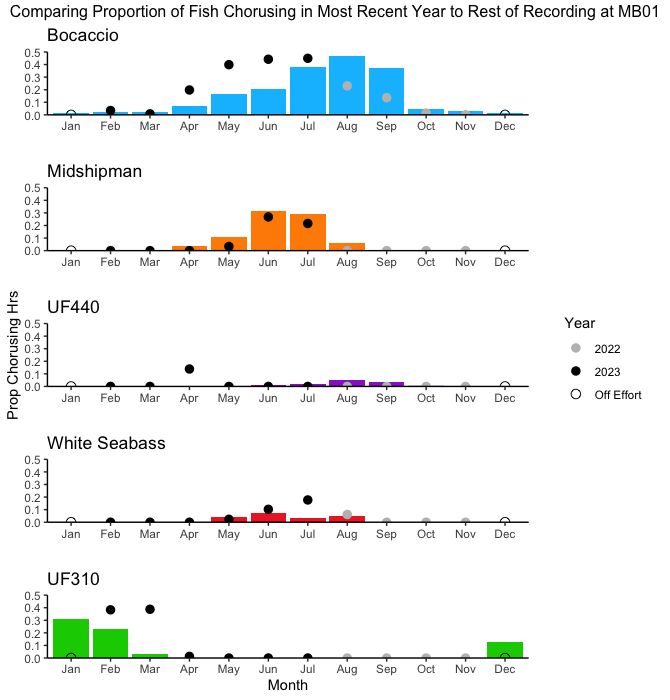 Comparing Proportion of Fish Chorusing in Most Recent Year to Rest of Recording at MB01
Bocaccio
0.5
0.4
0.3
0.2
0.1
0.0
Jan Feb Mar Apr May Jun Jul Aug Sep Oct Nov Dec
Midshipman
0.5
0.4
0.3
0.2
0.1
0.0
Jan Feb Mar Apr May Jun Jul Aug Sep Oct Nov Dec
UF440
0.5
0.4
0.3
0.2
0.1
0.0
Jan Feb Mar Apr May Jun Jul Aug Sep Oct Nov Dec
White Seabass
0.5
0.4
0.3
0.2
0.1
0.0
Jan Feb Mar Apr May Jun Jul Aug Sep Oct Nov Dec
UF310
0.5
0.4
0.3
0.2
0.1
0.0
Jan Feb Mar Apr May Jun Jul Aug Sep Oct Nov Dec
Month
Prop Chorusing Hrs
Year
2022
2023
Off Effort